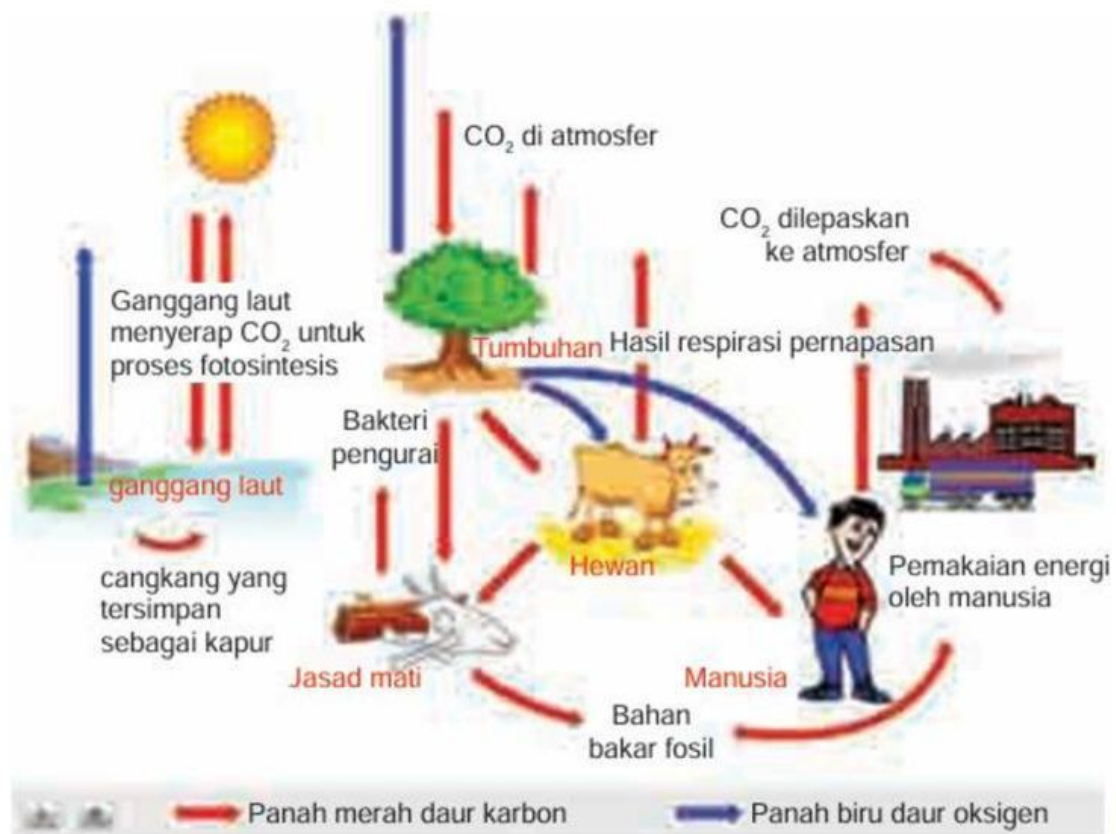 CO₂ di atmosfer
CO₂ dilepaskan
ke atmosfer
Ganggang laut
menyerap CO₂ untuk
proses fotosintesis
Tumbuhan
Hasil respirasi pernapasan
Bakteri
pengurai
ganggang laut
Hewan
Pemakaian energi
oleh manusia
cangkang yang
tersimpan
sebagai kapur
Jasad mati
Manusia
Bahan
bakar fosil
Panah merah daur karbon
Panah biru daur oksigen